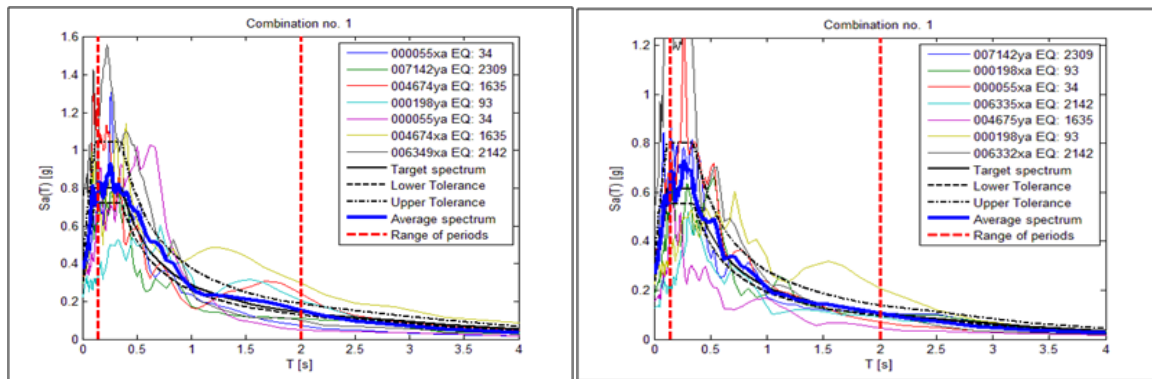 Combination no. 1
1.6
1.4
1.2
1
0.8
0.6
0.4
0.2
0
Sa(T) [g]
000055xa EQ: 34
007142ya EQ: 2309
004674ya EQ: 1635
000198ya EQ: 93
000055ya EQ: 34
004674xa EQ: 1635
006349xa EQ: 2142
Target spectrum
Lower Tolerance
Upper Tolerance
Average spectrum
Range of periods
0 0.5 1 1.5 2 2.5 3 3.5 4
T [s]
Combination no. 1
1.2
1
0.8
0.6
0.4
0.2
0
Sa(T) [g]
007142ya EQ: 2309
000198xa EQ: 93
000055xa EQ: 34
006335xa EQ: 2142
004675ya EQ: 1635
000198ya EQ: 93
006332xa EQ: 2142
Target spectrum
Lower Tolerance
Upper Tolerance
Average spectrum
Range of periods
0 0.5 1 1.5 2 2.5 3 3.5 4
T [s]